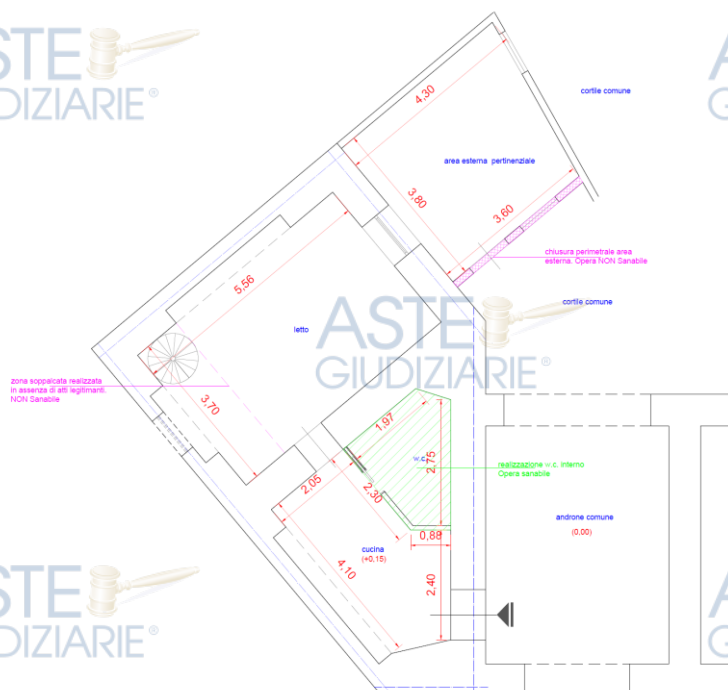 ASTE
GIUDIZIARIE®
4,30
cortile comune
area esterna pertinenziale
3,80
3,60
chiusura perimetrale area
esterna. Opera NON Sanabile
cortile comune
5,56
letto
ASTE
GIUDIZIARIE®
zona soppalcata realizzata
in assenza di atti legitimanti.
NON Sanabile
3,70
1,97
w.c.
2,75
realizzazione w.c. interno
Opera sanabile
2,05
2,30
androne comune
(0,00)
0,88
cucina
(+0,15)
4,10
2,40
ASTE
GIUDIZIARIE®